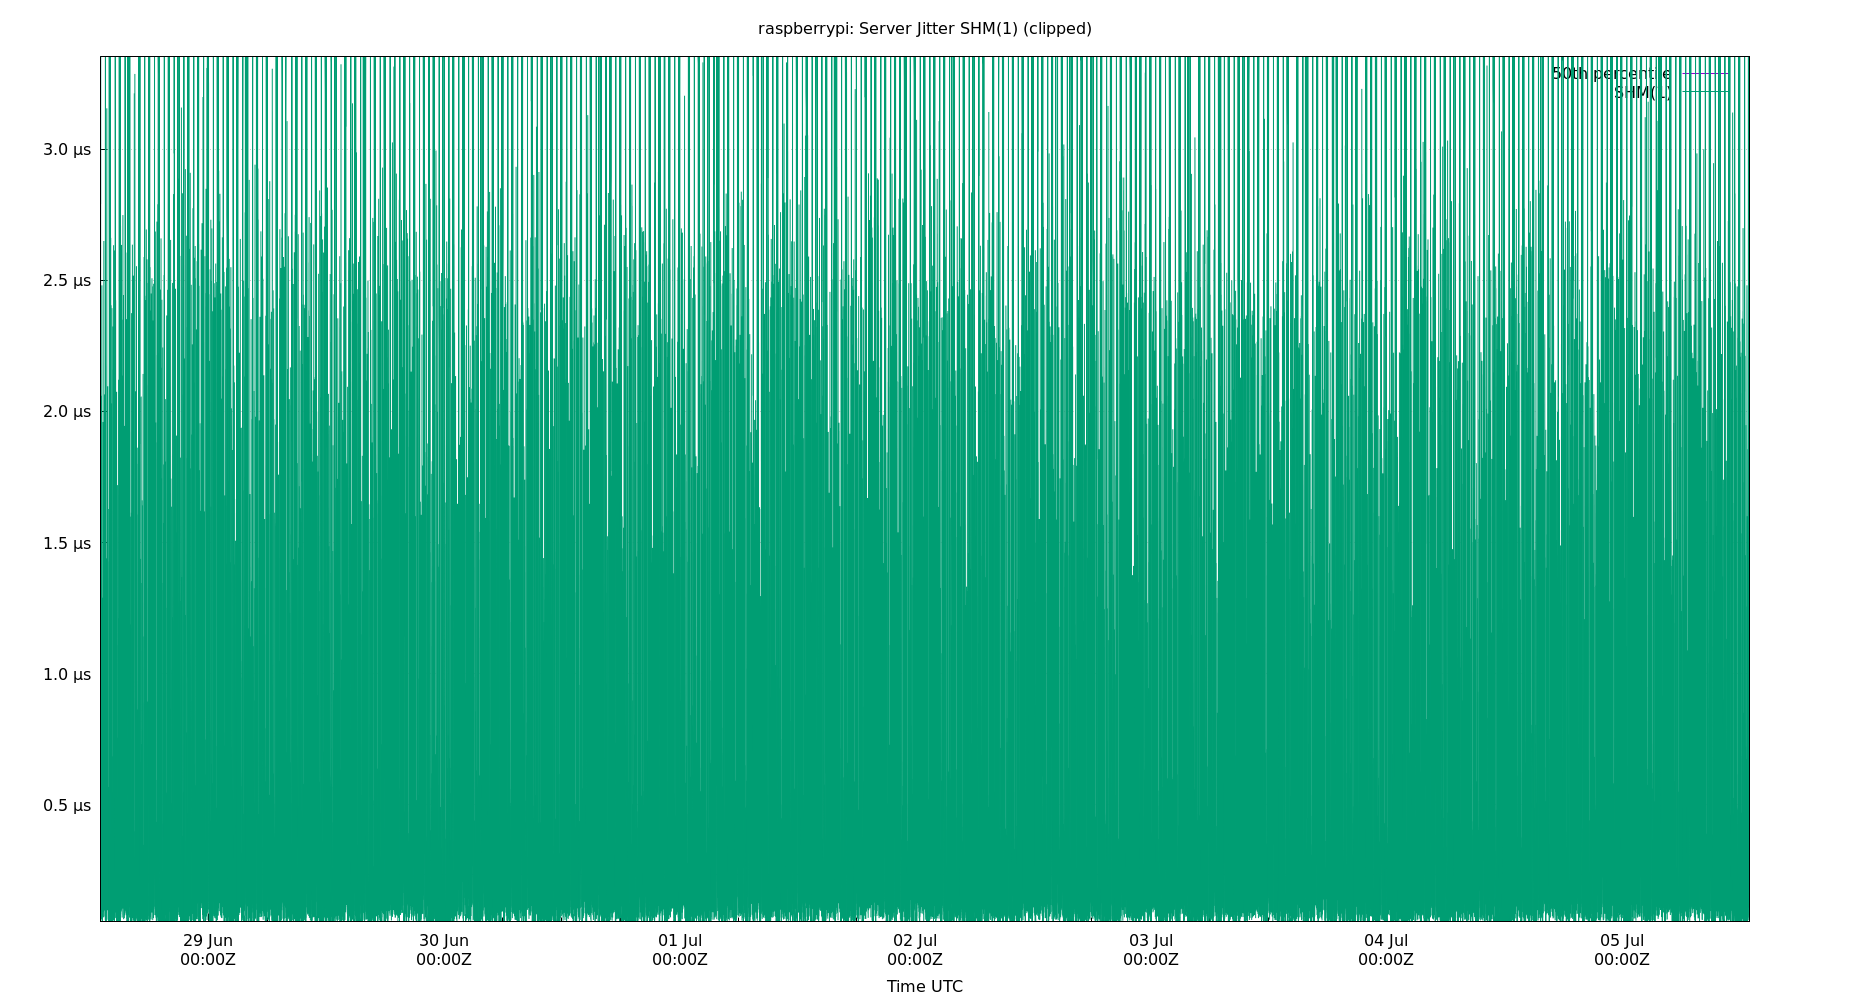 raspberrypi: Server Jitter SHM(1) (clipped)
50th percentile
SHM(1)
3.0 µs
2.5 µs
2.0 µs
1.5 µs
1.0 µs
0.5 µs
29 Jun 30 Jun 01 Jul 02 Jul 03 Jul 04 Jul 05 Jul
00:00Z 00:00Z 00:00Z 00:00Z 00:00Z 00:00Z 00:00Z
Time UTC